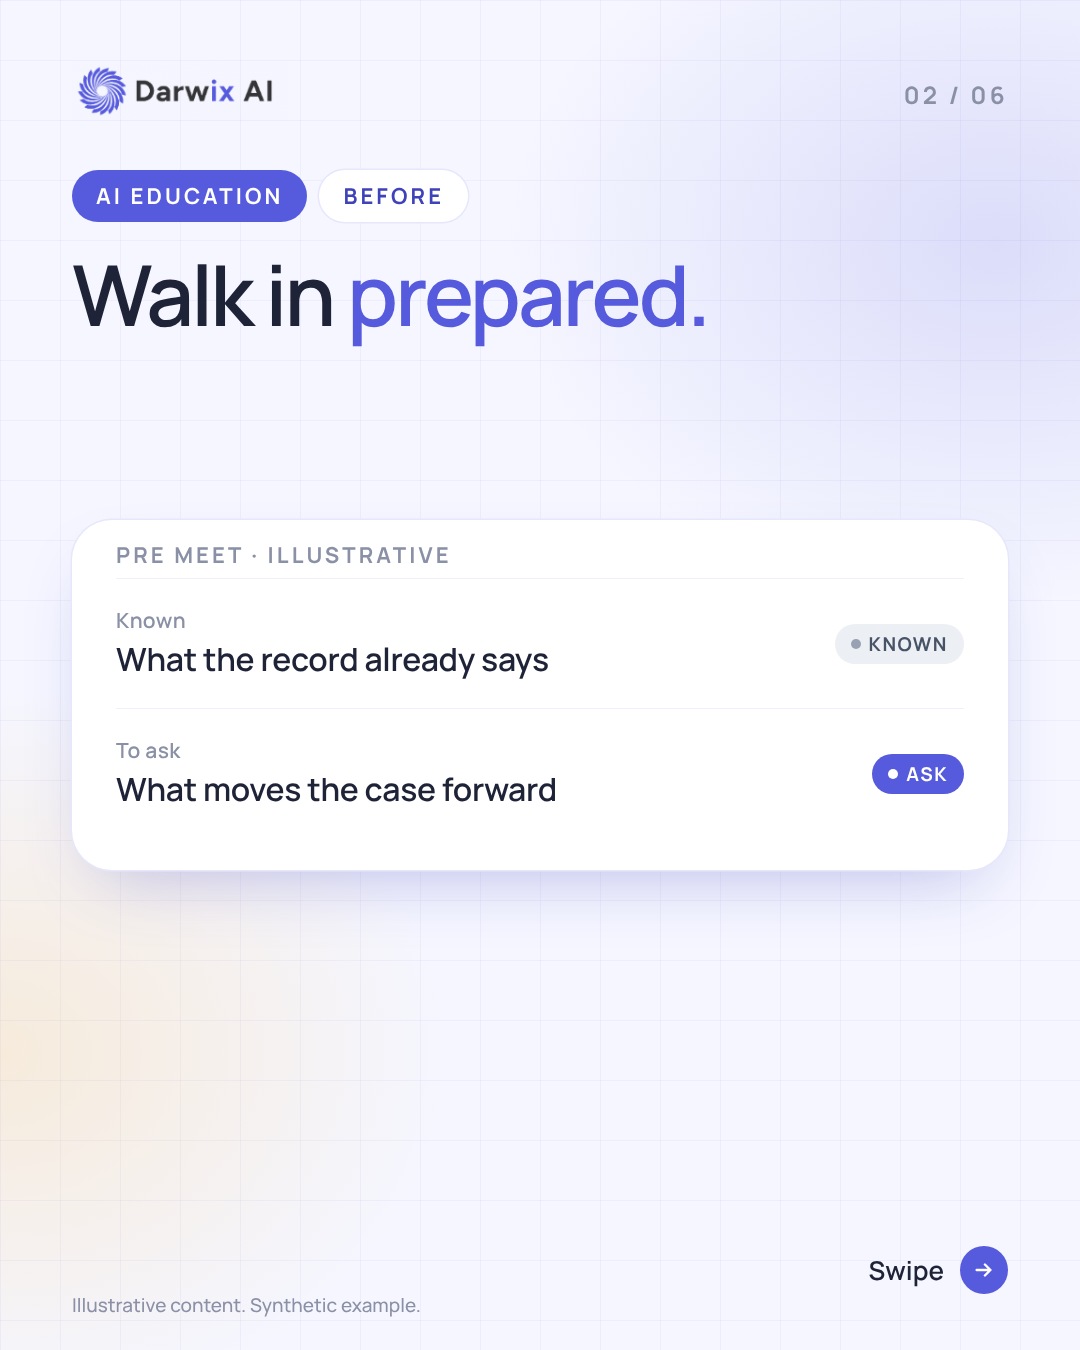 Darwix AI
02 / 06
AI EDUCATION
BEFORE
Walk in prepared.
PRE MEET · ILLUSTRATIVE
Known
What the record already says
KNOWN
To ask
What moves the case forward
ASK
Swipe
Illustrative content. Synthetic example.